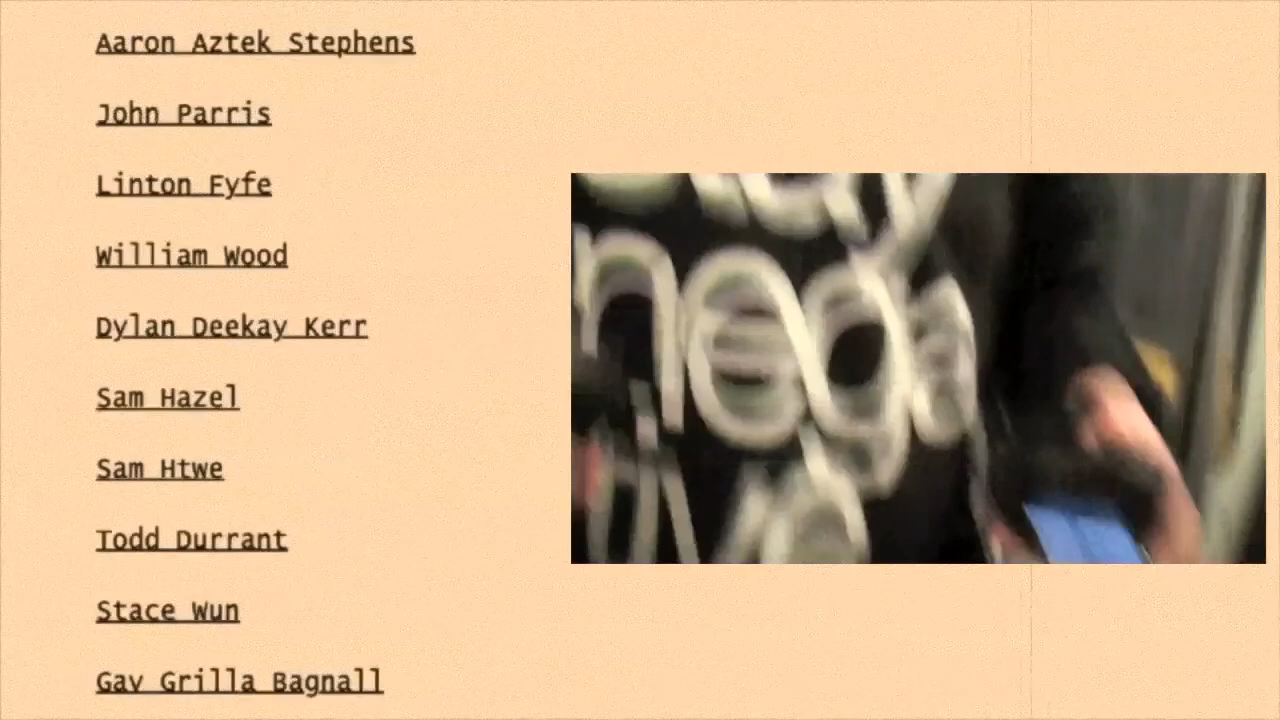 Aaron Aztek Stephens
John Parris
Linton Fyfe
William Wood
Dylan Deekay Kerr
Sam Hazel
Sam Htwe
Todd Durrant
Stace Wun
Gav Grilla Bagnall